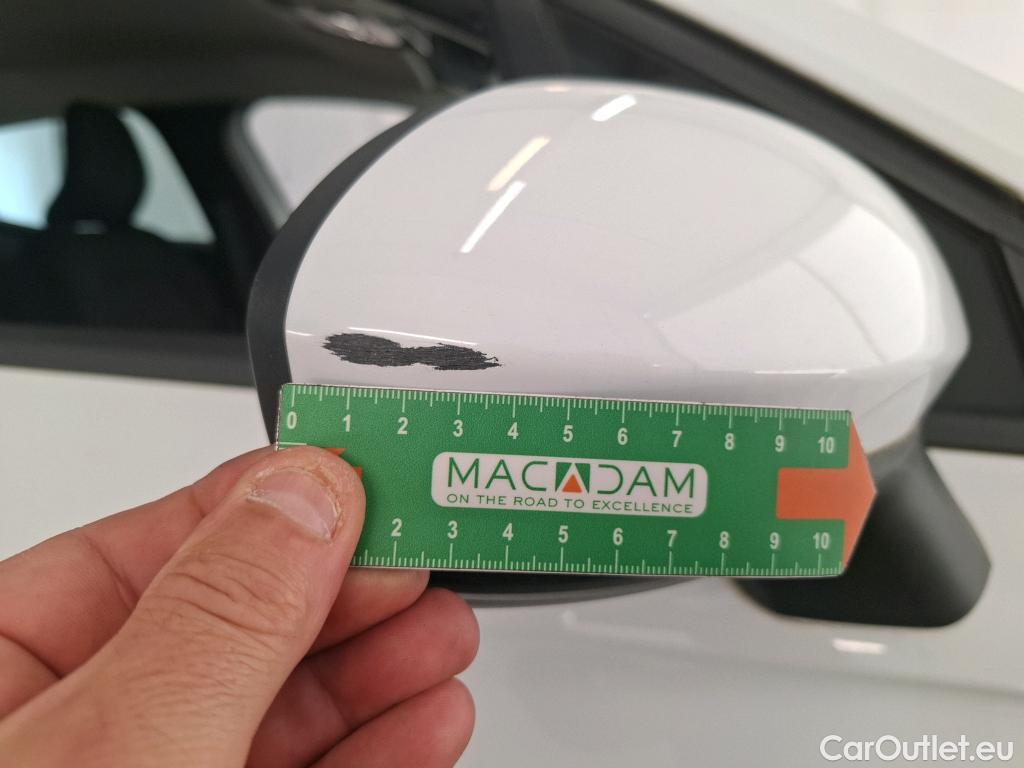 0 1 2 3 4 5 6 7 8 9 10
MACADAM
ON THE ROAD TO EXCELLENCE
2 3 4 5 6 7 8 9 10
CarOutlet.eu